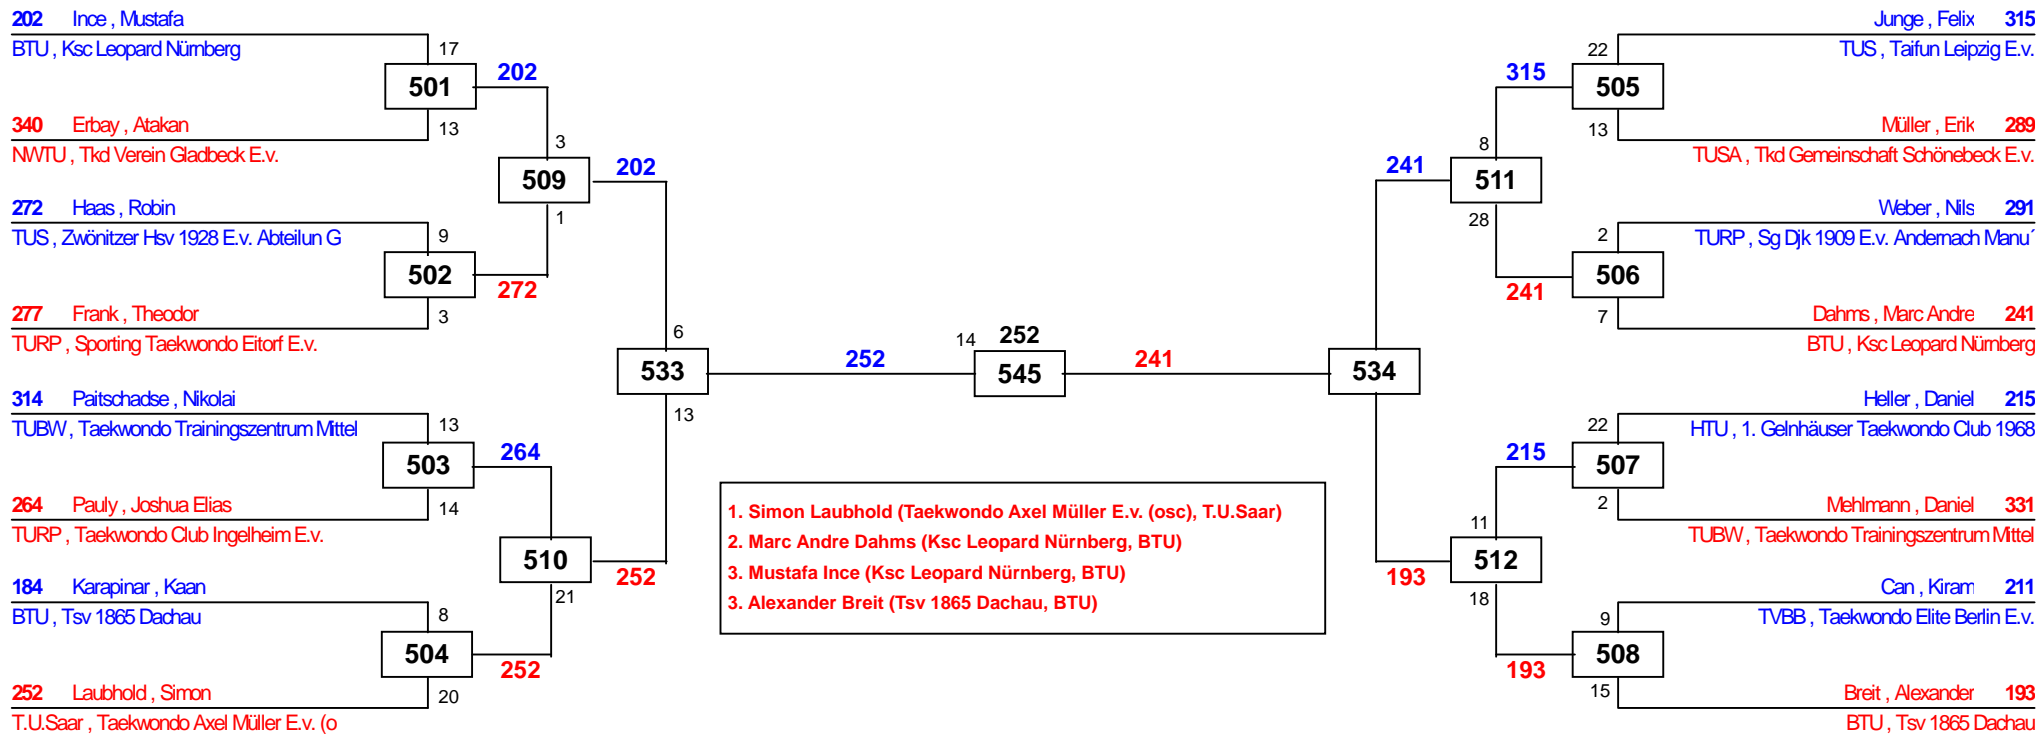 202 Ince , Mustafa
BTU , Ksc Leopard Nürnberg
17
501
202
13
340 Erbay , Atakan
NWTU , Tkd Verein Gladbeck E.v.
3
509
202
1
272 Haas , Robin
TUS , Zwönitzer Hsv 1928 E.v. Abteilun G
9
502
272
3
277 Frank , Theodor
TURP , Sporting Taekwondo Eitorf E.v.
6
533
252
13
314 Paitschadse , Nikolai
TUBW , Taekwondo Trainingszentrum Mittel
13
503
264
14
264 Pauly , Joshua Elias
TURP , Taekwondo Club Ingelheim E.v.
510
252
21
184 Karapinar , Kaan
BTU , Tsv 1865 Dachau
8
504
252
20
252 Laubhold , Simon
T.U.Saar , Taekwondo Axel Müller E.v. (o
14
252
545
241
1. Simon Laubhold (Taekwondo Axel Müller E.v. (osc), T.U.Saar)
2. Marc Andre Dahms (Ksc Leopard Nürnberg, BTU)
3. Mustafa Ince (Ksc Leopard Nürnberg, BTU)
3. Alexander Breit (Tsv 1865 Dachau, BTU)
Junge , Felix 315
TUS , Taifun Leipzig E.v.
22
315
505
13
Müller , Erik 289
TUSA , Tkd Gemeinschaft Schönebeck E.v.
8
241
511
28
Weber , Nils 291
TURP , Sg Djk 1909 E.v. Andernach Manu´
2
506
241
7
Dahms , Marc Andre 241
BTU , Ksc Leopard Nürnberg
534
Heller , Daniel 215
HTU , 1. Gelnhäuser Taekwondo Club 1968
22
215
507
2
Mehlmann , Daniel 331
TUBW , Taekwondo Trainingszentrum Mittel
11
512
193
18
Can , Kiram 211
TVBB , Taekwondo Elite Berlin E.v.
9
508
193
15
Breit , Alexander 193
BTU , Tsv 1865 Dachau